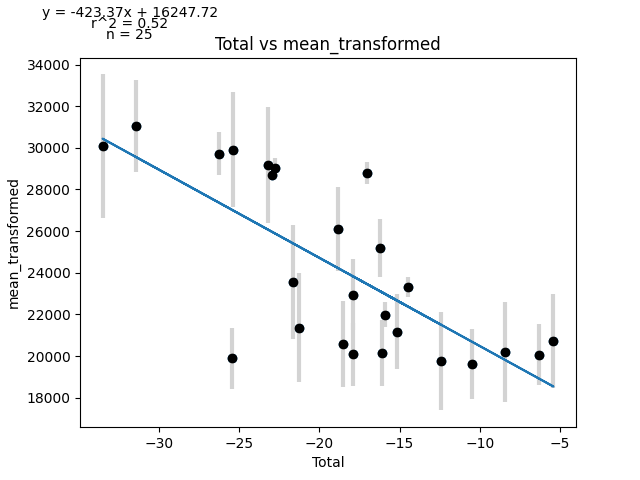 y = -423.37x + 16247.72
r^2 = 0.52
n = 25
Total vs mean_transformed
34000
32000
30000
28000
26000
24000
22000
20000
18000
mean_transformed
−30
−25
−20
−15
−10
−5
Total